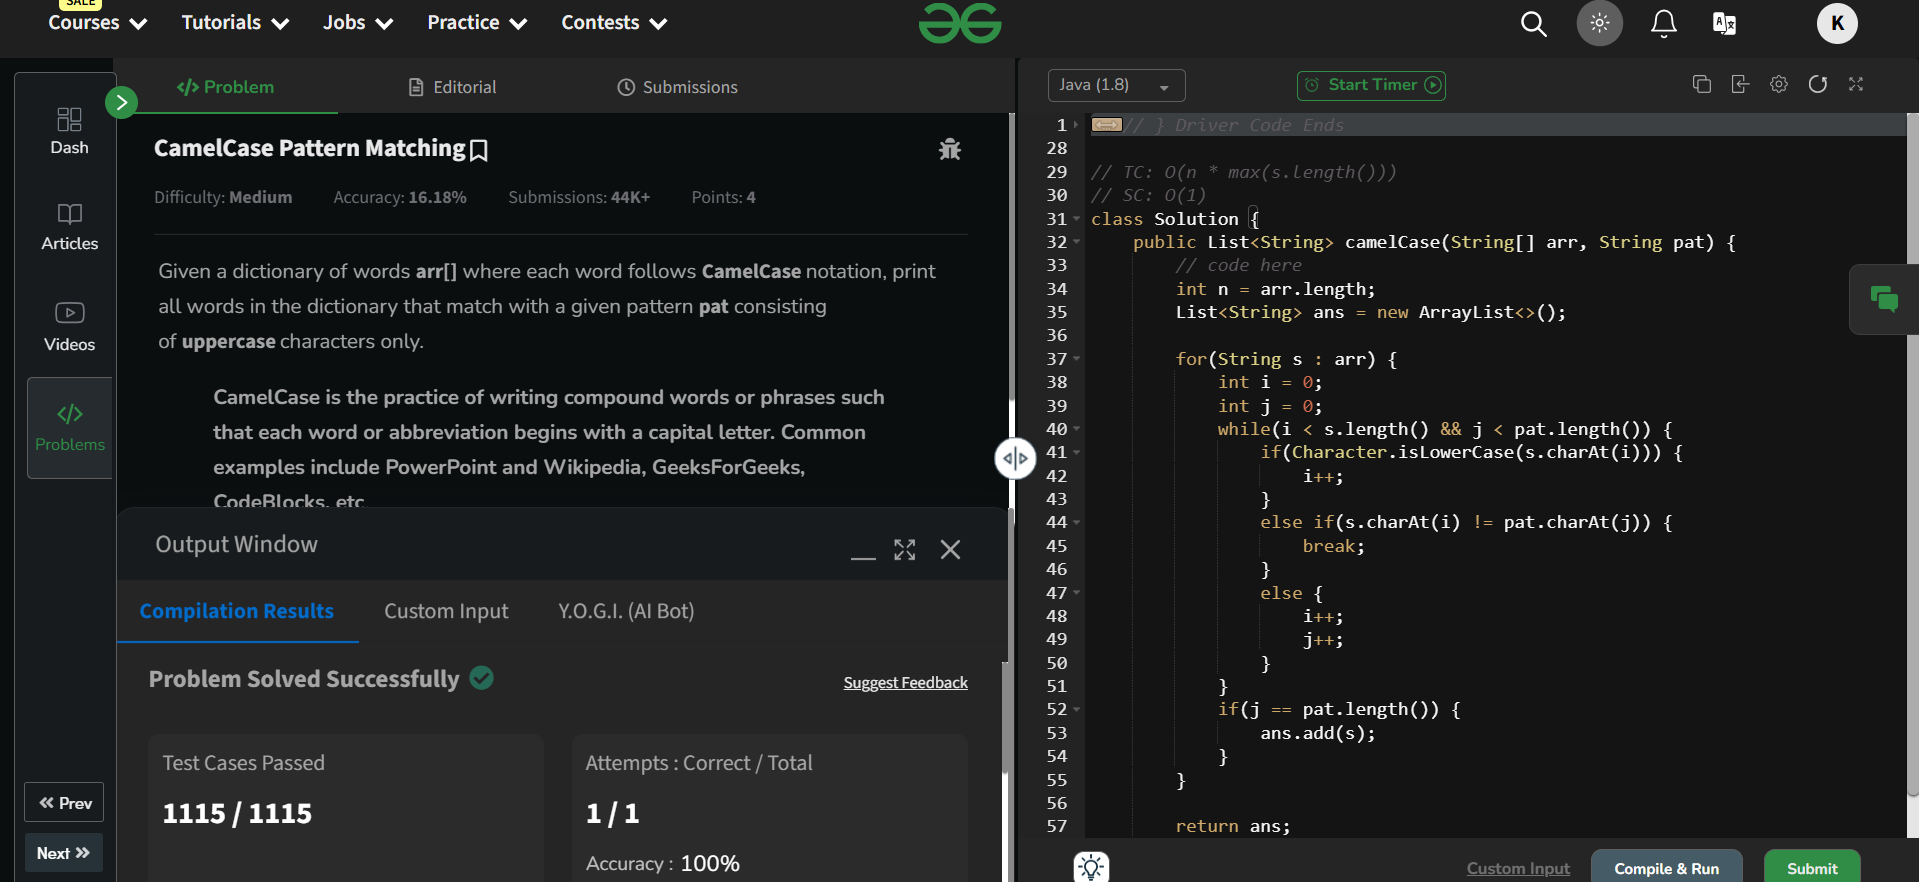 SALE
Courses
Tutorials
Jobs
Practice
Contests
K
Dash
Articles
Videos
Problems
Prev
Next
Problem
Editorial
Submissions
CamelCase Pattern Matching
Difficulty: Medium Accuracy: 16.18% Submissions: 44K+ Points: 4
Given a dictionary of words arr[] where each word follows CamelCase notation, print
all words in the dictionary that match with a given pattern pat consisting
of uppercase characters only.
CamelCase is the practice of writing compound words or phrases such
that each word or abbreviation begins with a capital letter. Common
examples include PowerPoint and Wikipedia, GeeksForGeeks,
CodeBlocks, etc
Output Window
Compilation Results
Custom Input
Y.O.G.I. (AI Bot)
Problem Solved Successfully
Suggest Feedback
Test Cases Passed
1115 / 1115
Attempts : Correct / Total
1 / 1
Accuracy : 100%
Java (1.8)
Start Timer
1 // } Driver Code Ends
28
29 // TC: O(n * max(s.length()))
30 // SC: O(1)
31 class Solution {
32 public List<String> camelCase(String[] arr, String pat) {
33 // code here
34 int n = arr.length;
35 List<String> ans = new ArrayList<>();
36
37 for(String s : arr) {
38 int i = 0;
39 int j = 0;
40 while(i < s.length() && j < pat.length()) {
41 if(Character.isLowerCase(s.charAt(i))) {
42 i++;
43 }
44 else if(s.charAt(i) != pat.charAt(j)) {
45 break;
46 }
47 else {
48 i++;
49 j++;
50 }
51 }
52 if(j == pat.length()) {
53 ans.add(s);
54 }
55 }
56
57 return ans;
Custom Input
Compile & Run
Submit